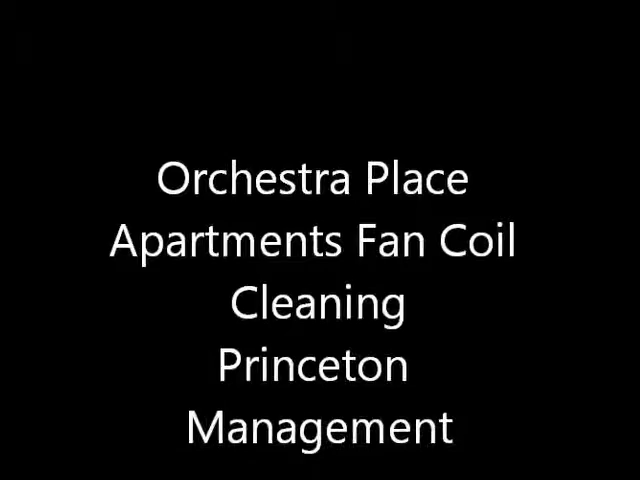 Orchestra Place
Apartments Fan Coil
Cleaning
Princeton
Management